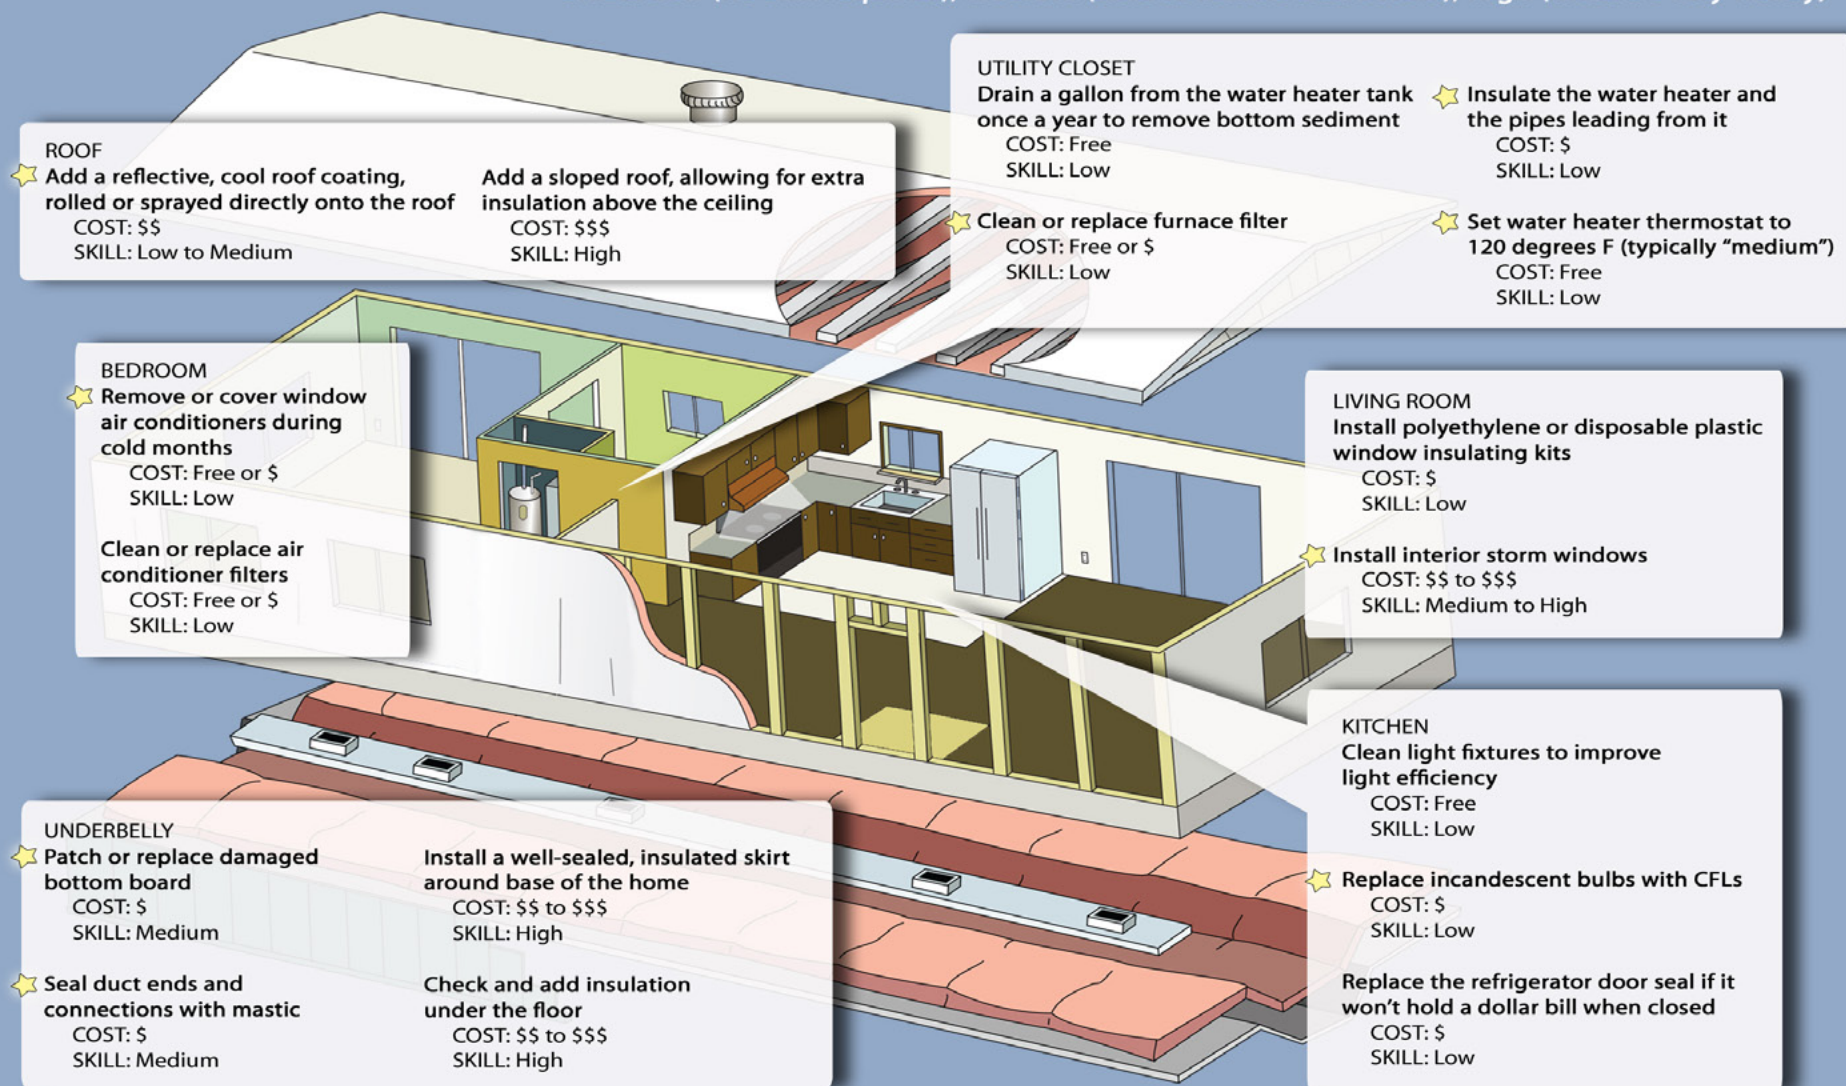 ROOF
Add a reflective, cool roof coating,
rolled or sprayed directly onto the roof
COST: $$
SKILL: Low to Medium
Add a sloped roof, allowing for extra
insulation above the ceiling
COST: $$$
SKILL: High
UTILITY CLOSET
Drain a gallon from the water heater tank
once a year to remove bottom sediment
COST: Free
SKILL: Low
Clean or replace furnace filter
COST: Free or $
SKILL: Low
Insulate the water heater and
the pipes leading from it
COST: $
SKILL: Low
Set water heater thermostat to
120 degrees F (typically “medium”)
COST: Free
SKILL: Low
BEDROOM
Remove or cover window
air conditioners during
cold months
COST: Free or $
SKILL: Low
Clean or replace air
conditioner filters
COST: Free or $
SKILL: Low
LIVING ROOM
Install polyethylene or disposable plastic
window insulating kits
COST: $
SKILL: Low
Install interior storm windows
COST: $$ to $$$
SKILL: Medium to High
UNDERBELLY
Patch or replace damaged
bottom board
COST: $
SKILL: Medium
Seal duct ends and
connections with mastic
COST: $
SKILL: Medium
Install a well-sealed, insulated skirt
around base of the home
COST: $$ to $$$
SKILL: High
Check and add insulation
under the floor
COST: $$ to $$$
SKILL: High
KITCHEN
Clean light fixtures to improve
light efficiency
COST: Free
SKILL: Low
Replace incandescent bulbs with CFLs
COST: $
SKILL: Low
Replace the refrigerator door seal if it
won’t hold a dollar bill when closed
COST: $
SKILL: Low